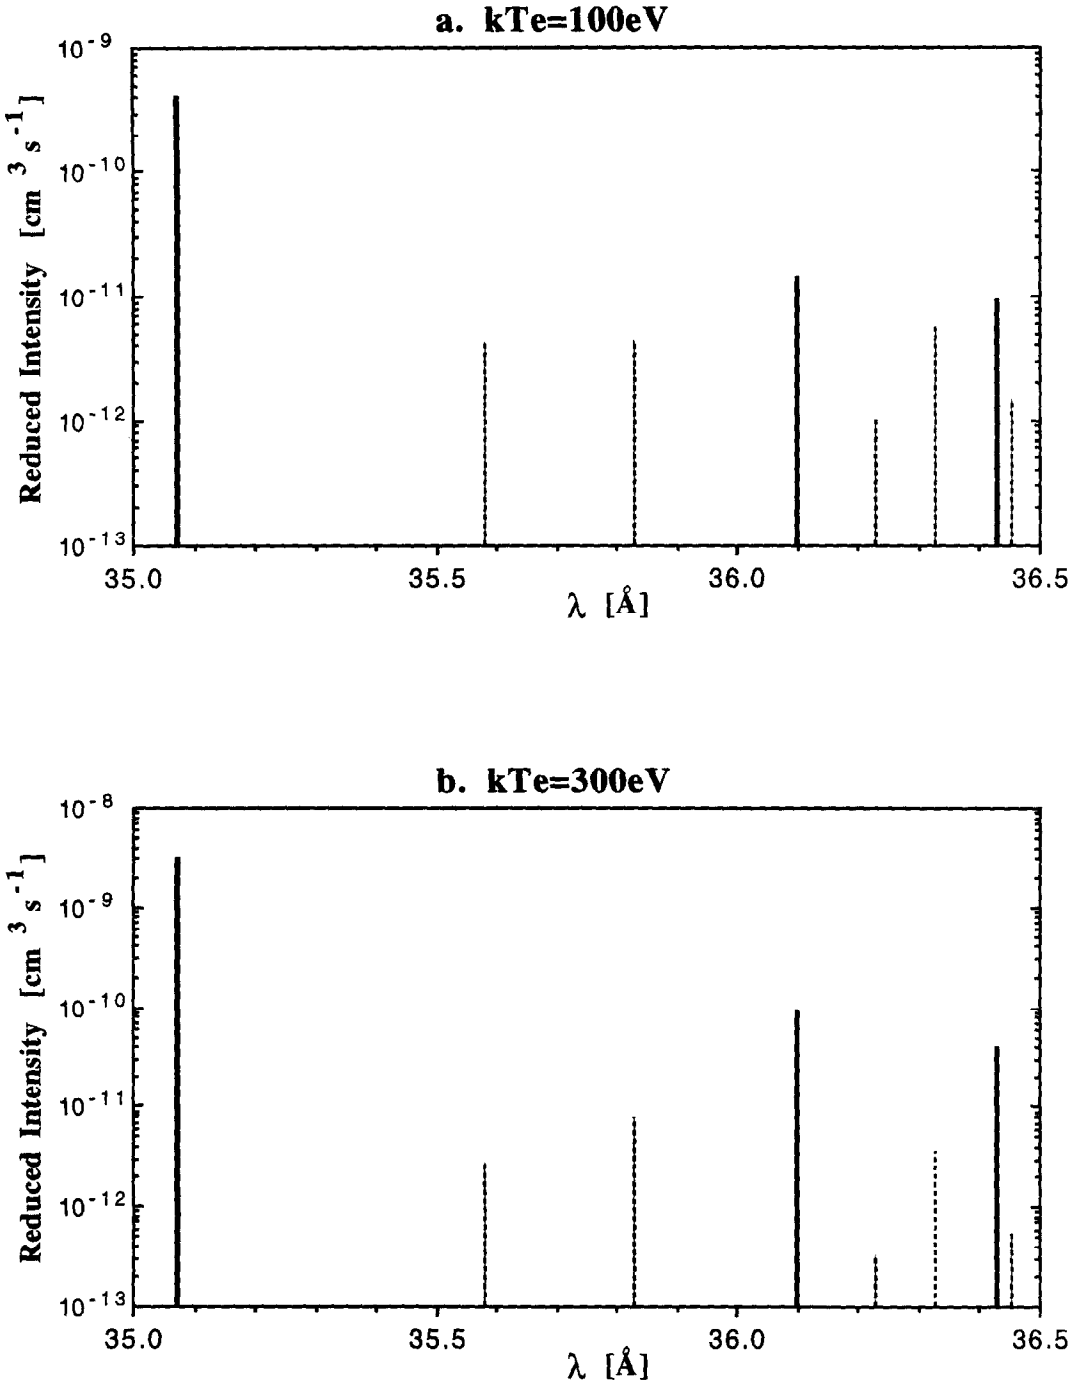 a. kTe=100eV
Reduced Intensity [cm 3 s -1]
10-9
10-10
10-11
10-12
10-13
35.0 35.5 36.0 36.5
λ [Å]
b. kTe=300eV
Reduced Intensity [cm 3 s -1]
10-8
10-9
10-10
10-11
10-12
10-13
35.0 35.5 36.0 36.5
λ [Å]